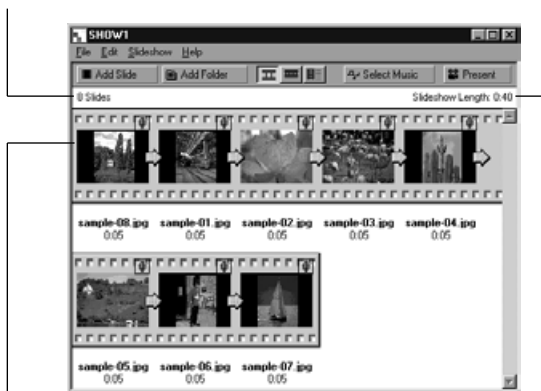 SHOW1
File Edit Slideshow Help
Add Slide Add Folder Select Music Present
8 Slides Slideshow Length: 0:40
sample-08.jpg sample-01.jpg sample-02.jpg sample-03.jpg sample-04.jpg
0:05 0:05 0:05 0:05 0:05
sample-05.jpg sample-06.jpg sample-07.jpg
0:05 0:05 0:05